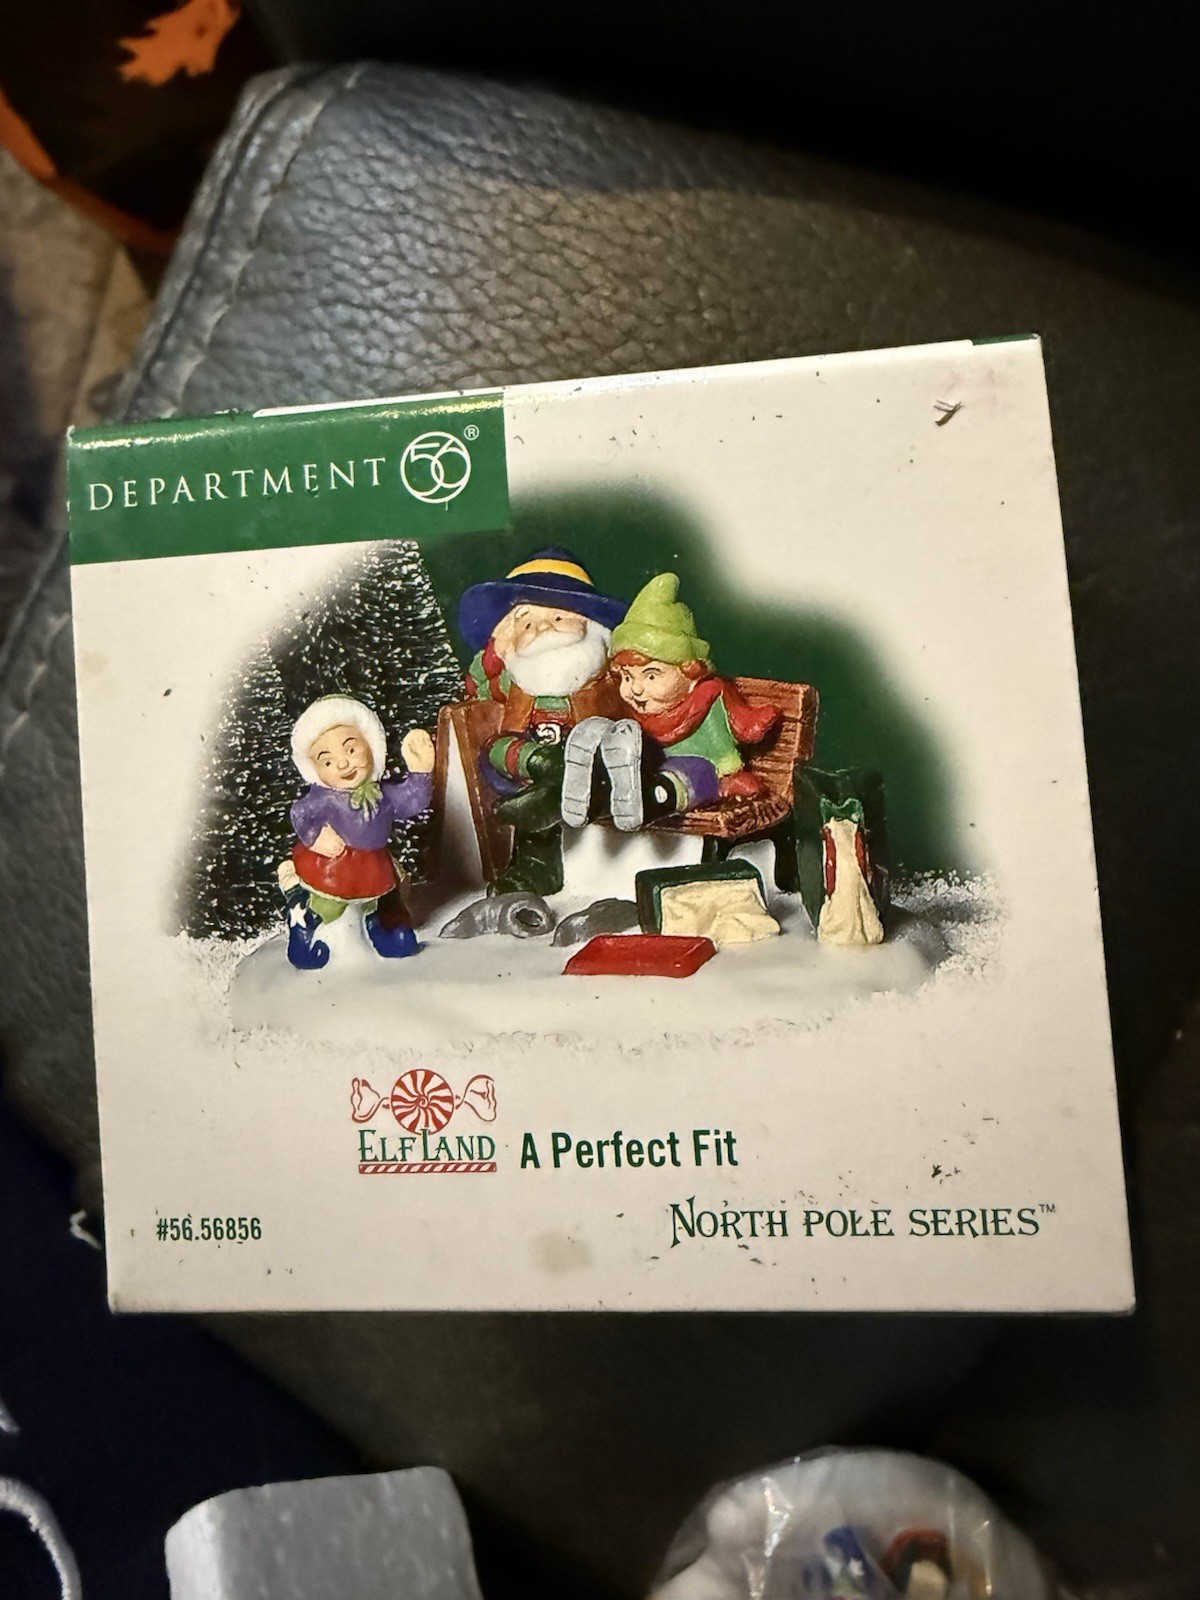 DEPARTMENT 56®
ELFLAND A Perfect Fit
#56.56856
NORTH POLE SERIES™